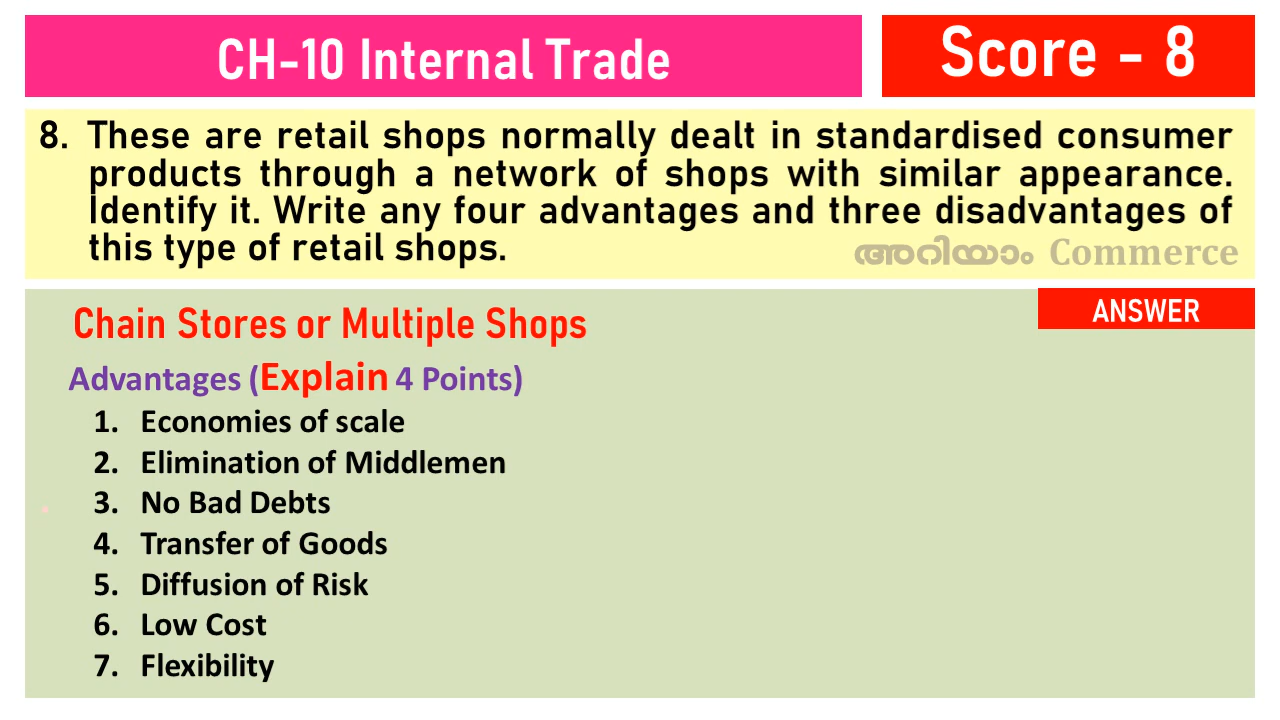 CH-10 Internal Trade
Score - 8
8. These are retail shops normally dealt in standardised consumer
products through a network of shops with similar appearance.
Identify it. Write any four advantages and three disadvantages of
this type of retail shops.
അറിയാം Commerce
ANSWER
Chain Stores or Multiple Shops
Advantages (Explain 4 Points)
1. Economies of scale
2. Elimination of Middlemen
3. No Bad Debts
4. Transfer of Goods
5. Diffusion of Risk
6. Low Cost
7. Flexibility